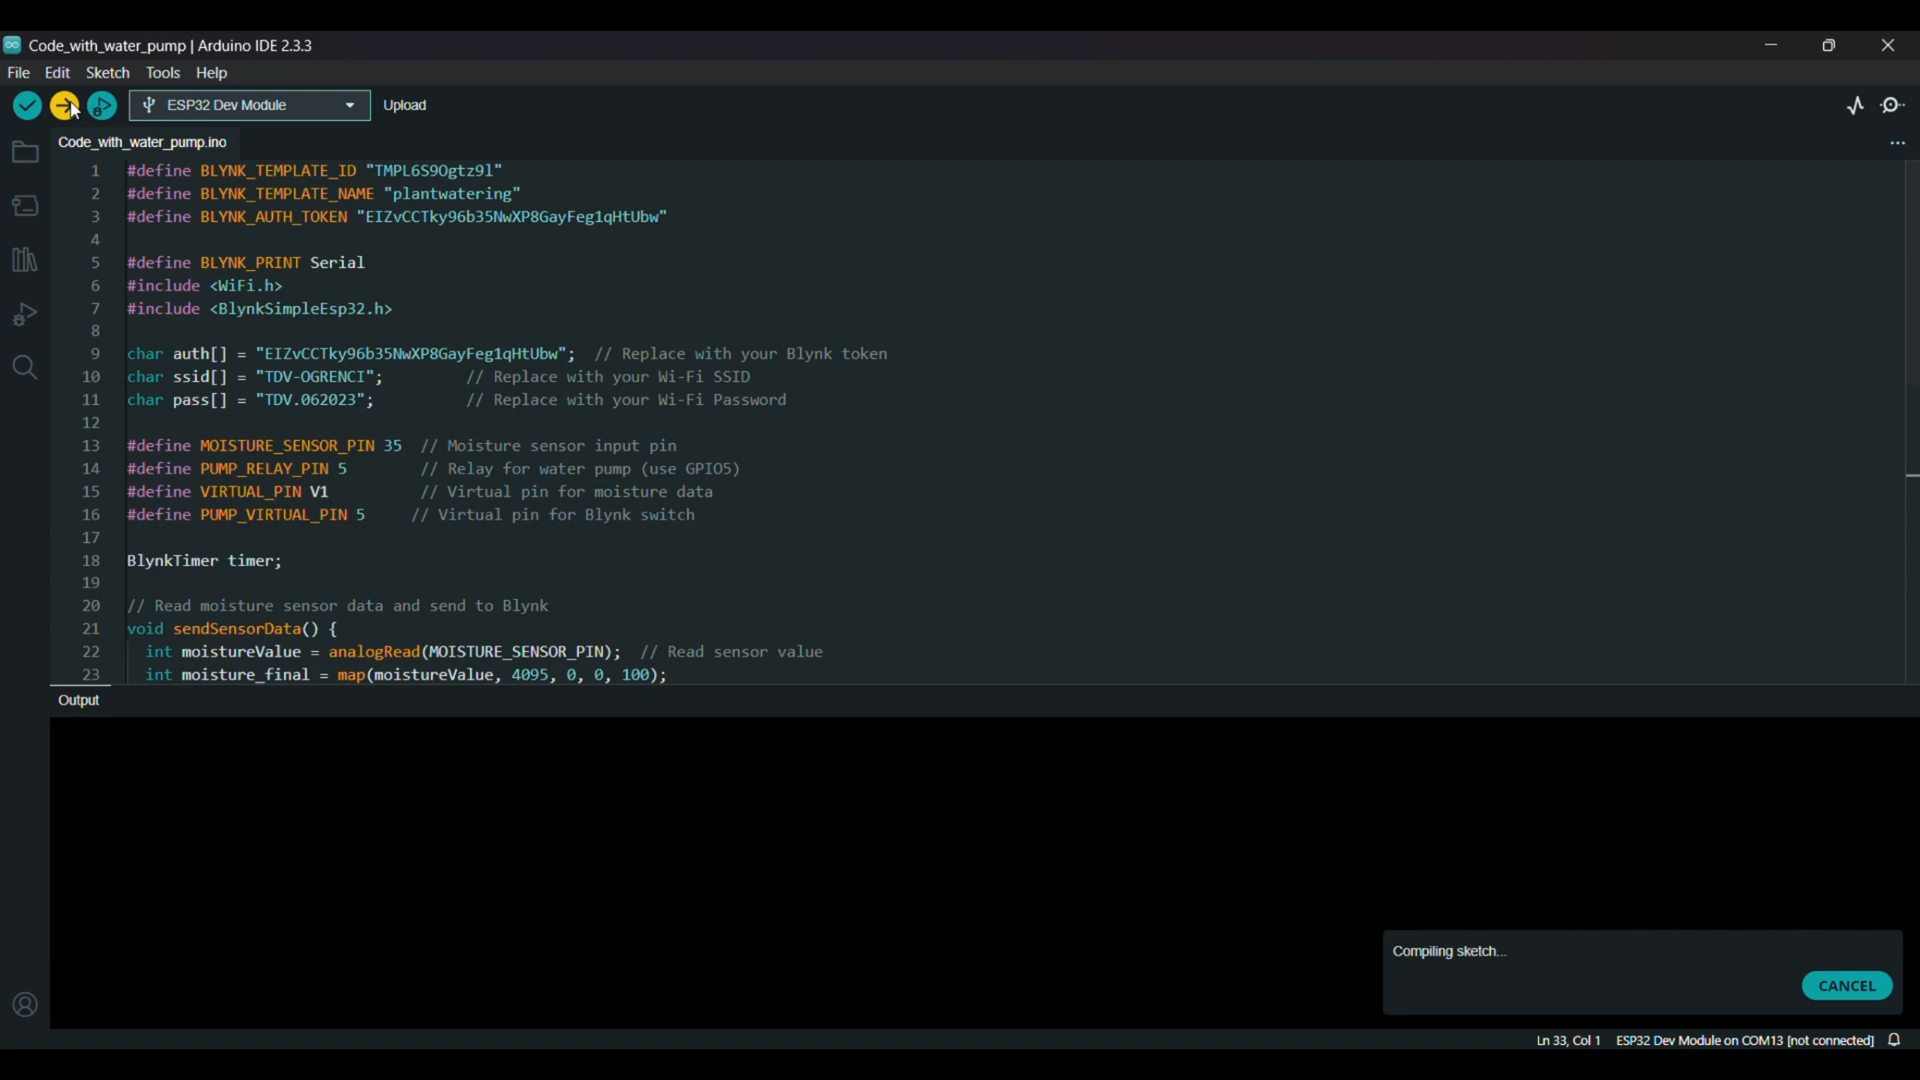 Code_with_water_pump | Arduino IDE 2.3.3
File Edit Sketch Tools Help
ESP32 Dev Module Upload
Code_with_water_pump.ino
1 #define BLYNK_TEMPLATE_ID "TMPL6S9Ogtz9l"
2 #define BLYNK_TEMPLATE_NAME "plantwatering"
3 #define BLYNK_AUTH_TOKEN "EIZvCCTky96b35NwXP8GayFeg1qHtUbw"
4
5 #define BLYNK_PRINT Serial
6 #include <WiFi.h>
7 #include <BlynkSimpleEsp32.h>
8
9 char auth[] = "EIZvCCTky96b35NwXP8GayFeg1qHtUbw"; // Replace with your Blynk token
10 char ssid[] = "TDV-OGRENCI"; // Replace with your Wi-Fi SSID
11 char pass[] = "TDV.062023"; // Replace with your Wi-Fi Password
12
13 #define MOISTURE_SENSOR_PIN 35 // Moisture sensor input pin
14 #define PUMP_RELAY_PIN 5 // Relay for water pump (use GPIO5)
15 #define VIRTUAL_PIN V1 // Virtual pin for moisture data
16 #define PUMP_VIRTUAL_PIN 5 // Virtual pin for Blynk switch
17
18 BlynkTimer timer;
19
20 // Read moisture sensor data and send to Blynk
21 void sendSensorData() {
22 int moistureValue = analogRead(MOISTURE_SENSOR_PIN); // Read sensor value
23 int moisture_final = map(moistureValue, 4095, 0, 0, 100);
Output
Compiling sketch...
CANCEL
Ln 33, Col 1 ESP32 Dev Module on COM13 [not connected]